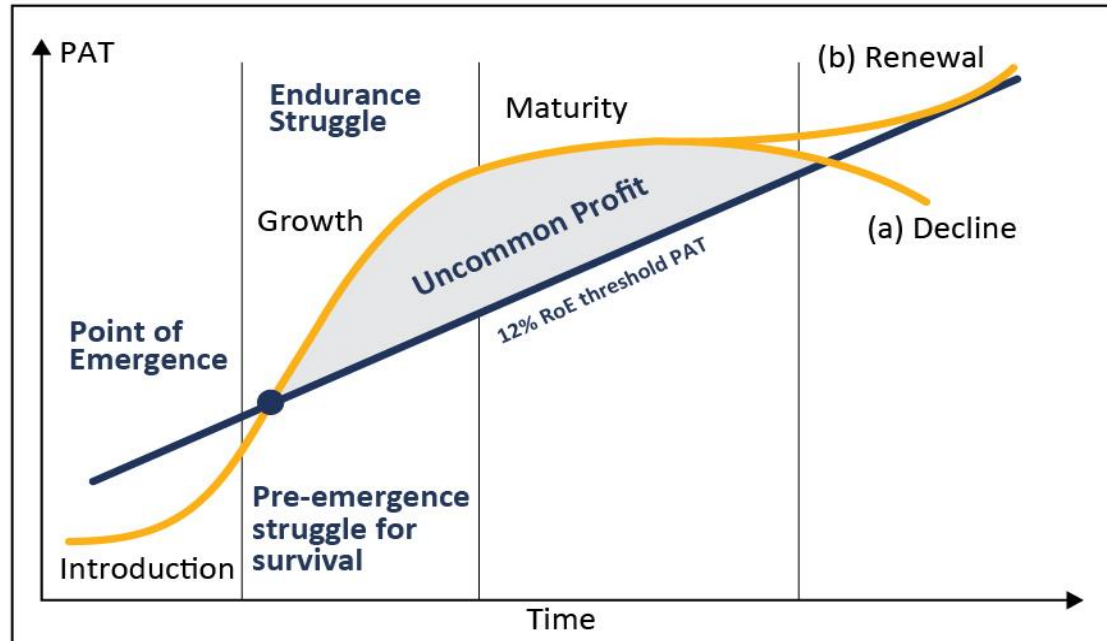 PAT
(b) Renewal
Endurance
Struggle
Maturity
Growth
Uncommon Profit
(a) Decline
12% RoE threshold PAT
Point of
Emergence
Pre-emergence
struggle for
survival
Introduction
Time